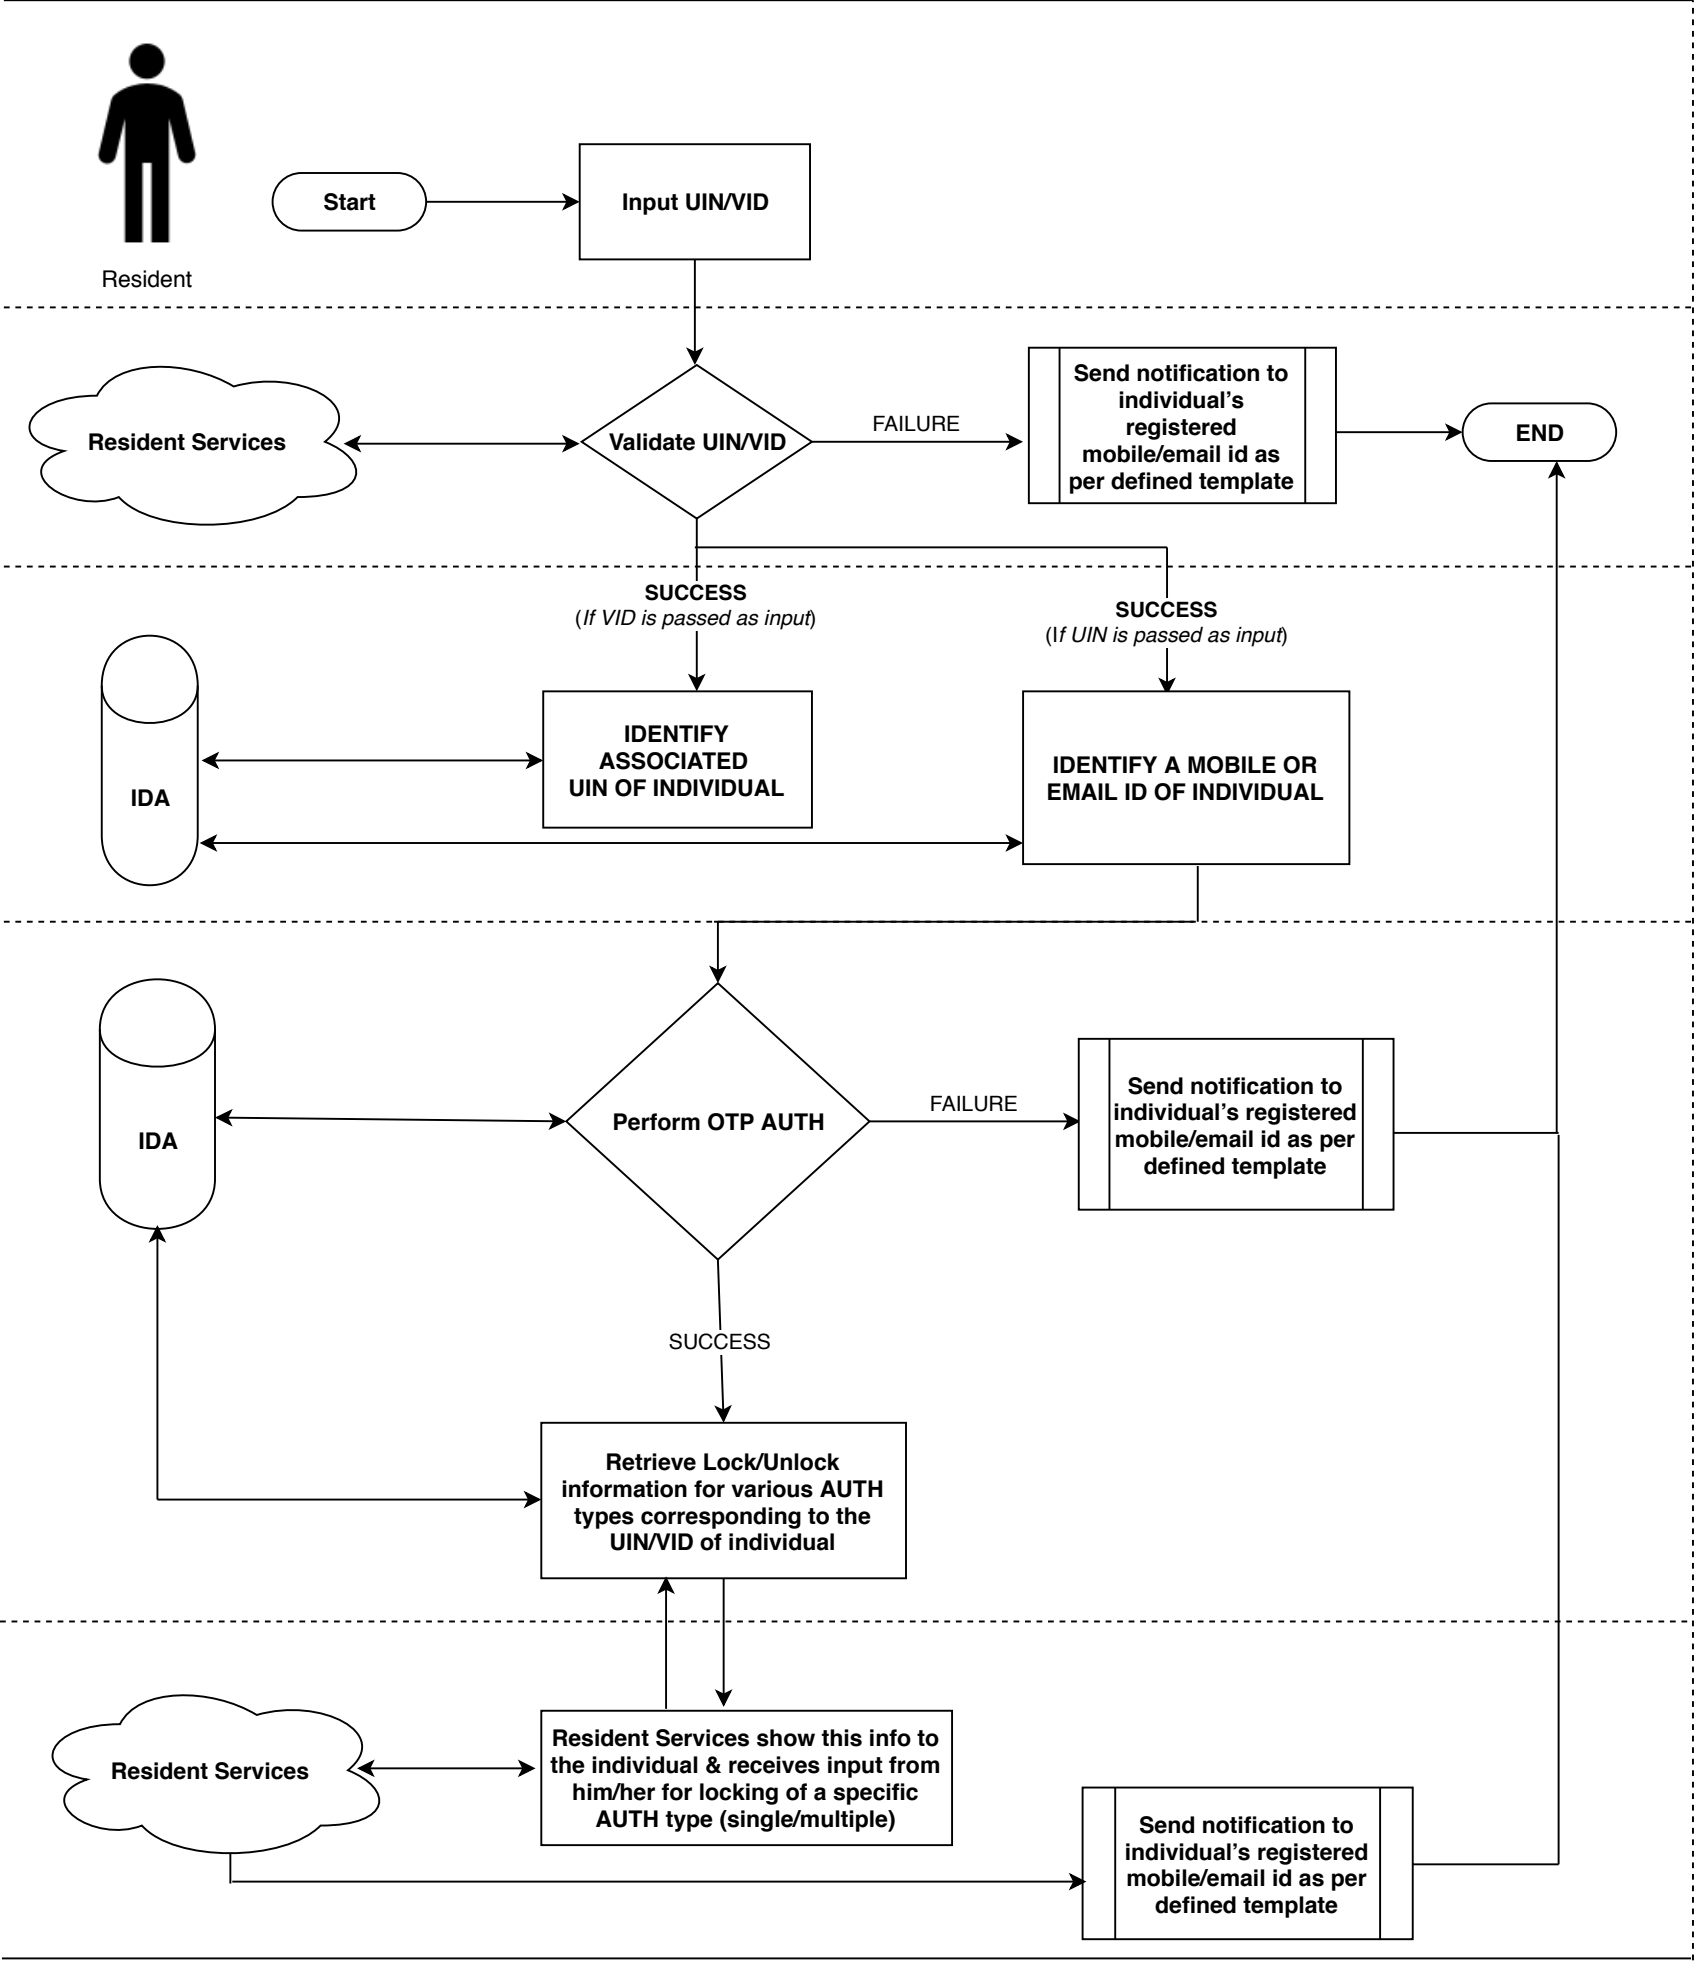 Start
Input UIN/VID
Resident
Resident Services
Validate UIN/VID
FAILURE
Send notification to
individual's
registered
mobile/email id as
per defined template
END
SUCCESS
(If VID is passed as input)
SUCCESS
(If UIN is passed as input)
IDA
IDENTIFY
ASSOCIATED
UIN OF INDIVIDUAL
IDENTIFY A MOBILE OR
EMAIL ID OF INDIVIDUAL
IDA
Perform OTP AUTH
FAILURE
Send notification to
individual's registered
mobile/email id as per
defined template
SUCCESS
Retrieve Lock/Unlock
information for various AUTH
types corresponding to the
UIN/VID of individual
Resident Services
Resident Services show this info to
the individual & receives input from
him/her for locking of a specific
AUTH type (single/multiple)
Send notification to
individual's registered
mobile/email id as per
defined template